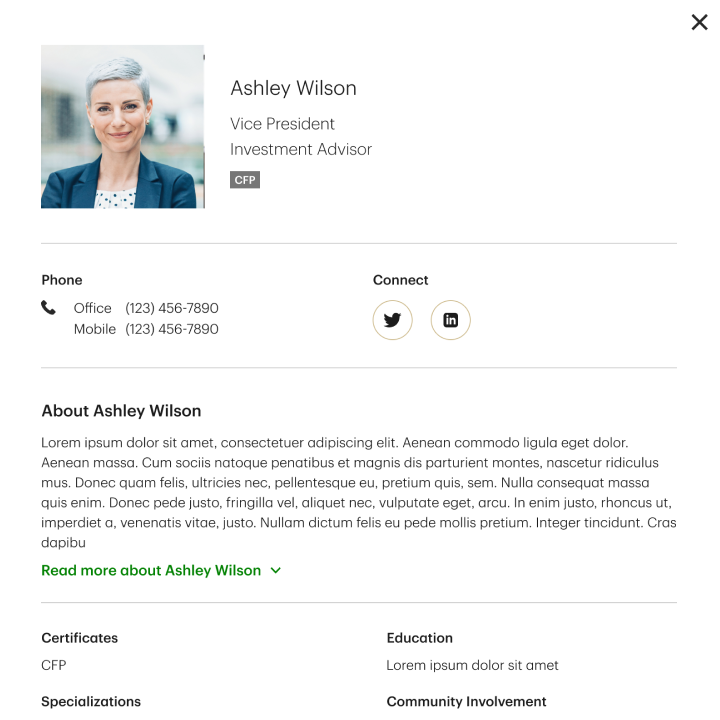 Ashley Wilson
Vice President
Investment Advisor
CFP
Phone
Connect
Office (123) 456-7890
Mobile (123) 456-7890
in
About Ashley Wilson
Lorem ipsum dolor sit amet, consectetuer adipiscing elit. Aenean commodo ligula eget dolor.
Aenean massa. Cum sociis natoque penatibus et magnis dis parturient montes, nascetur ridiculus
mus. Donec quam felis, ultricies nec, pellentesque eu, pretium quis, sem. Nulla consequat massa
quis enim. Donec pede justo, fringilla vel, aliquet nec, vulputate eget, arcu. In enim justo, rhoncus ut,
imperdiet a, venenatis vitae, justo. Nullam dictum felis eu pede mollis pretium. Integer tincidunt. Cras
dapibu
Read more about Ashley Wilson
Certificates
CFP
Education
Lorem ipsum dolor sit amet
Specializations
Community Involvement